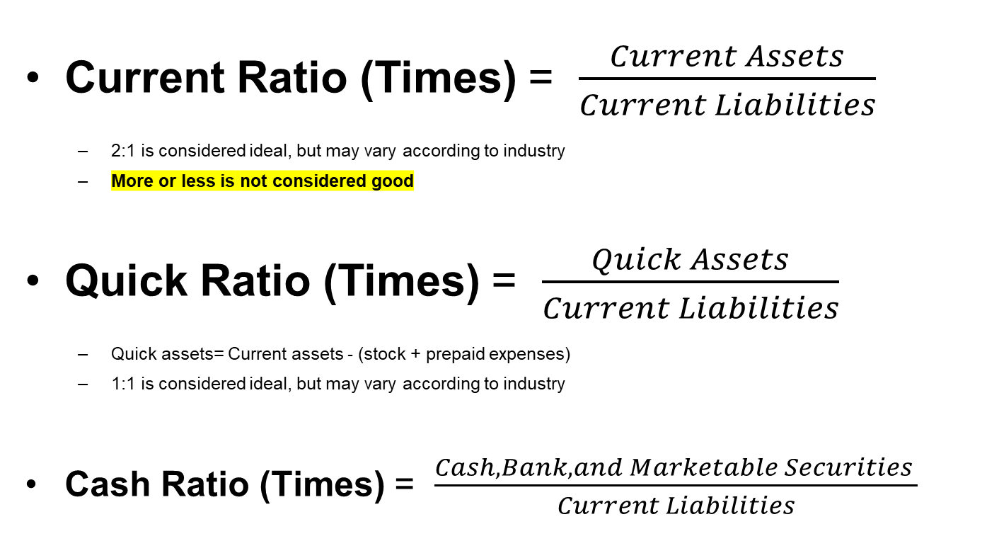 • Current Ratio (Times) = Current Assets / Current Liabilities
– 2:1 is considered ideal, but may vary according to industry
– More or less is not considered good
• Quick Ratio (Times) = Quick Assets / Current Liabilities
– Quick assets= Current assets - (stock + prepaid expenses)
– 1:1 is considered ideal, but may vary according to industry
• Cash Ratio (Times) = Cash,Bank,and Marketable Securities / Current Liabilities